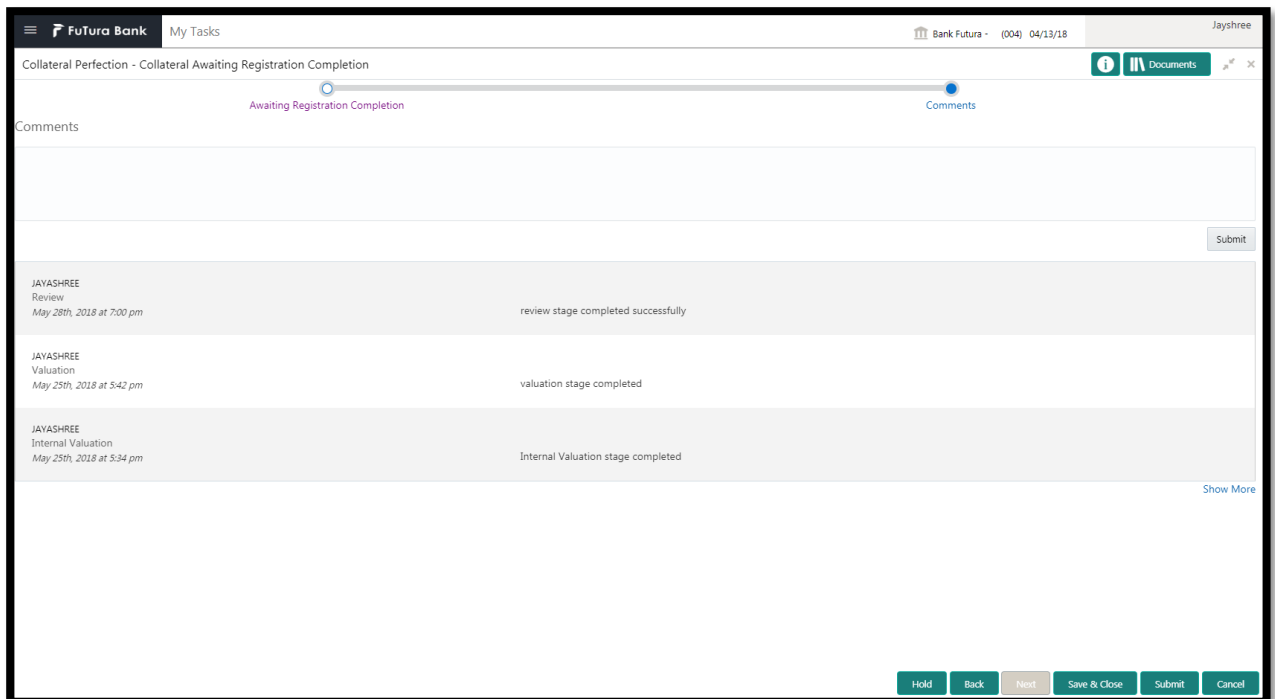 FuTura Bank
My Tasks
Bank Futura - (004) 04/13/18
Jayshree
Collateral Perfection - Collateral Awaiting Registration Completion
i Documents
Awaiting Registration Completion
Comments
Comments
Submit
JAYASHREE
Review
May 28th, 2018 at 7:00 pm
review stage completed successfully
JAYASHREE
Valuation
May 25th, 2018 at 5:42 pm
valuation stage completed
JAYASHREE
Internal Valuation
May 25th, 2018 at 5:34 pm
Internal Valuation stage completed
Show More
Hold Back Next Save & Close Submit Cancel